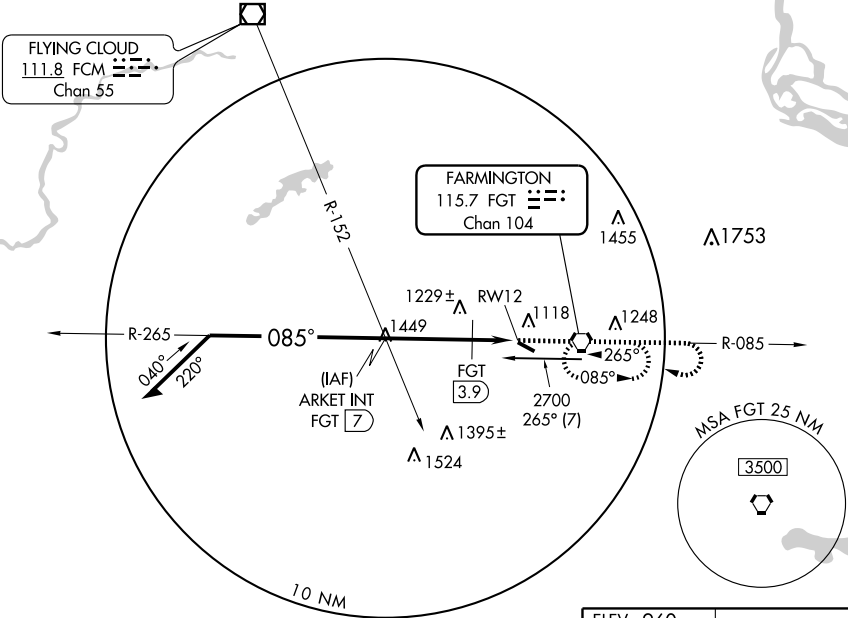 FLYING CLOUD
111.8 FCM
Chan 55
R-152
FARMINGTON
115.7 FGT
Chan 104
1455
1753
1229±
RW12
1118
1248
R-265
085°
1449
R-085
040°
220°
265°
085°
(IAF)
ARKET INT
FGT 7
FGT
3.9
2700
265° (7)
1395±
1524
MSA FGT 25 NM
3500
10 NM
ELEV 960